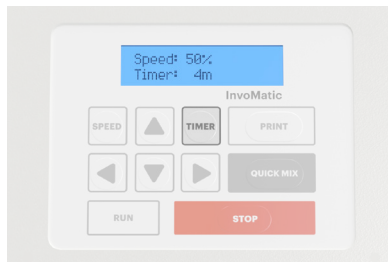 Speed: 50%
Timer: 4m
InvoMatic
SPEED
TIMER
PRINT
QUICK MIX
RUN
STOP